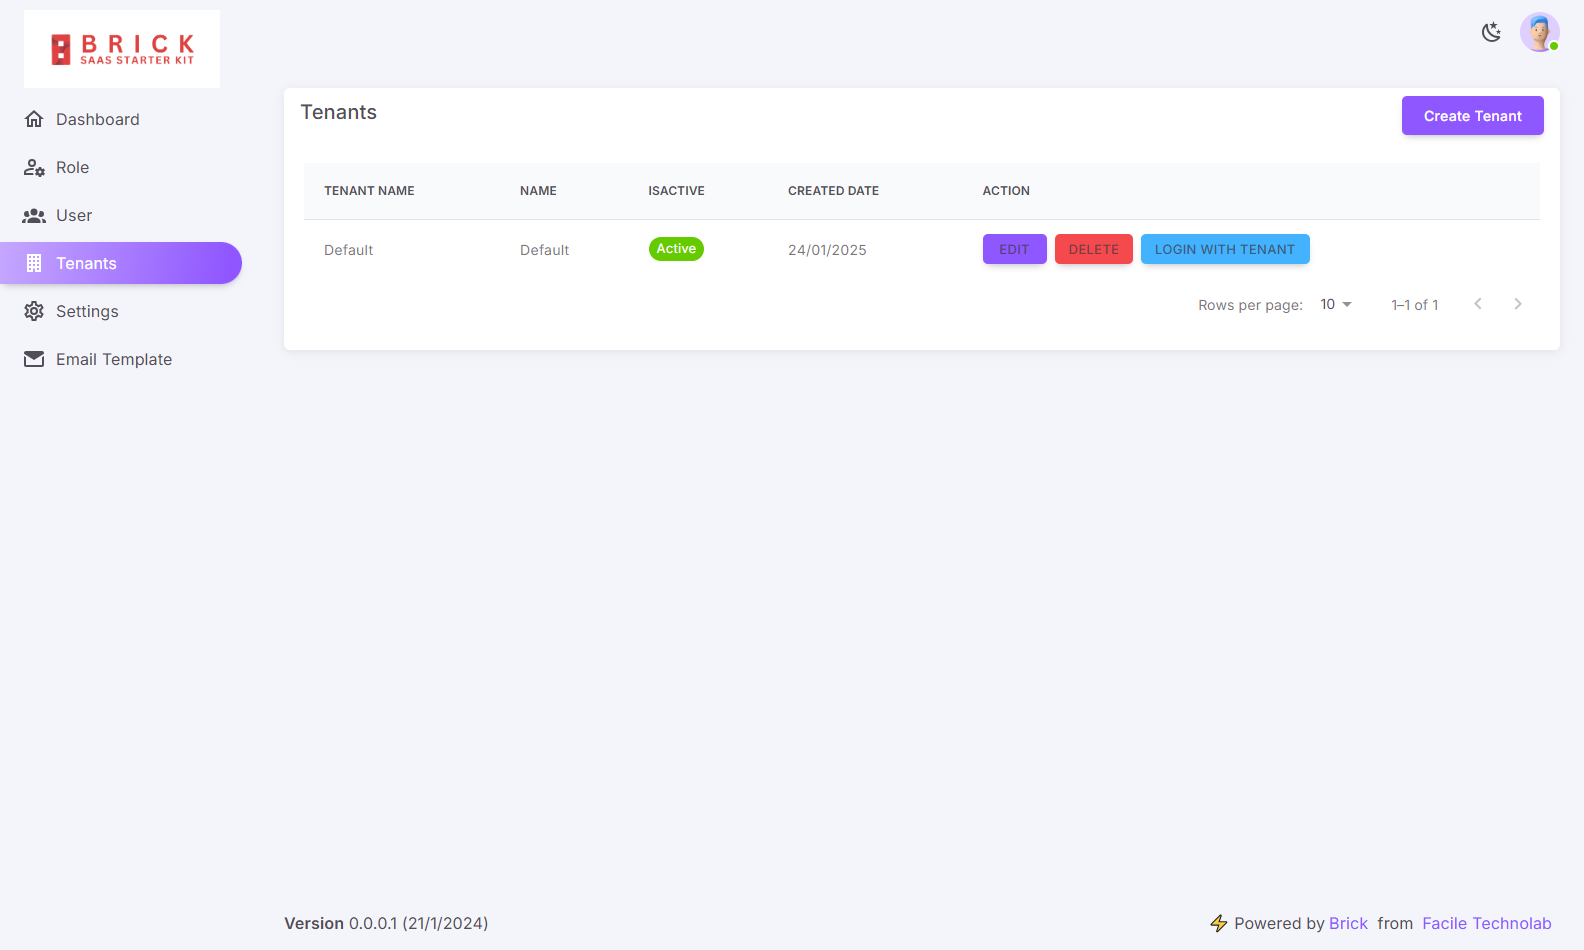 BRICK
SAAS STARTER KIT
Dashboard
Role
User
Tenants
Settings
Email Template
Tenants
Create Tenant
TENANT NAME NAME ISACTIVE CREATED DATE ACTION
Default Default Active 24/01/2025 EDIT DELETE LOGIN WITH TENANT
Rows per page: 10 1–1 of 1
Version 0.0.0.1 (21/1/2024)
Powered by Brick from Facile Technolab